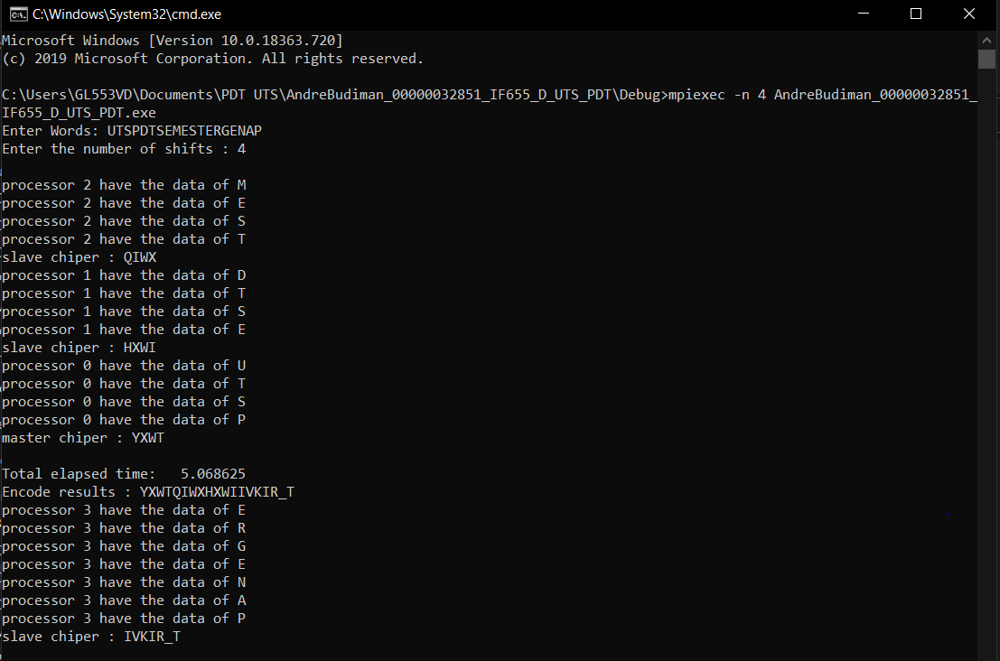 C:\Windows\System32\cmd.exe
Microsoft Windows [Version 10.0.18363.720]
(c) 2019 Microsoft Corporation. All rights reserved.
C:\Users\GL553VD\Documents\PDT UTS\AndreBudiman_00000032851_IF655_D_UTS_PDT\Debug>mpiexec -n 4 AndreBudiman_00000032851_
IF655_D_UTS_PDT.exe
Enter Words: UTSPDTSEMESTERGENAP
Enter the number of shifts : 4
processor 2 have the data of M
processor 2 have the data of E
processor 2 have the data of S
processor 2 have the data of T
slave chiper : QIWX
processor 1 have the data of D
processor 1 have the data of T
processor 1 have the data of S
processor 1 have the data of E
slave chiper : HXWI
processor 0 have the data of U
processor 0 have the data of T
processor 0 have the data of S
processor 0 have the data of P
master chiper : YXWT
Total elapsed time:   5.068625
Encode results : YXWTQIWXHXWIIVKIR_T
processor 3 have the data of E
processor 3 have the data of R
processor 3 have the data of G
processor 3 have the data of E
processor 3 have the data of N
processor 3 have the data of A
processor 3 have the data of P
slave chiper : IVKIR_T